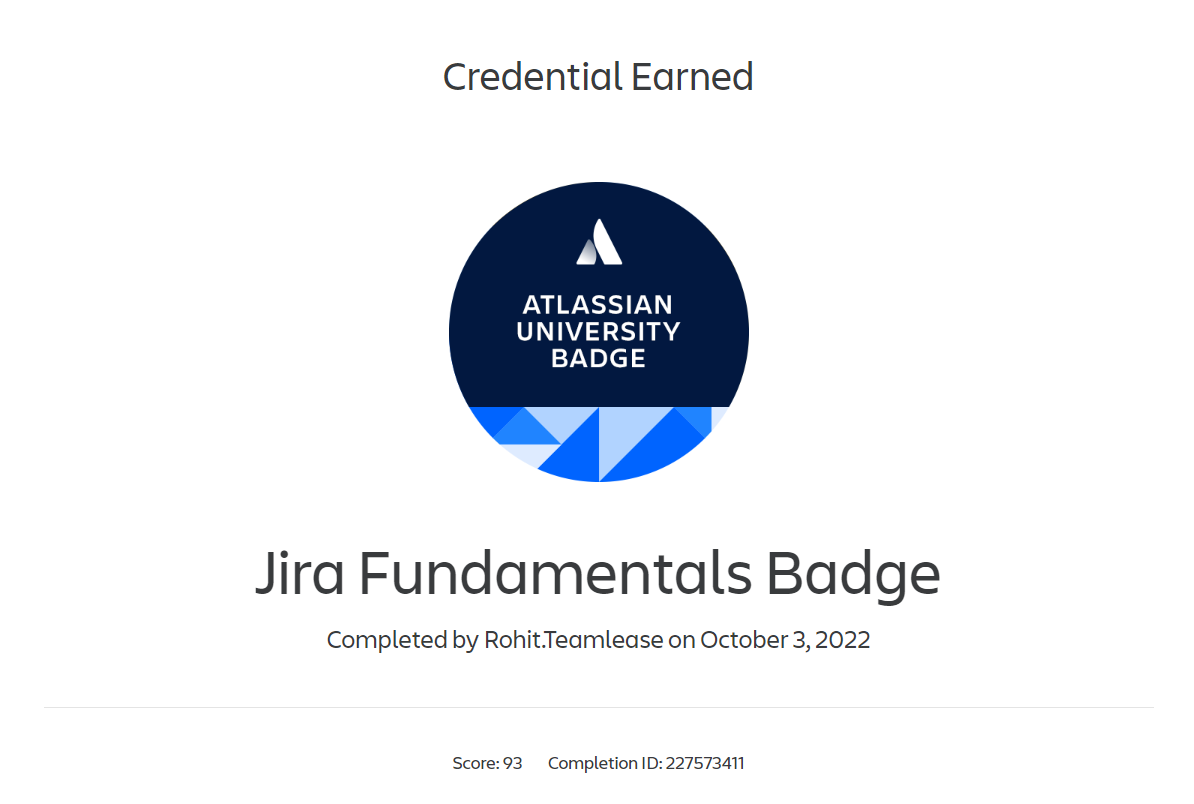 Credential Earned
ATLASSIAN
UNIVERSITY
BADGE
Jira Fundamentals Badge
Completed by Rohit.Teamlease on October 3, 2022
Score: 93 Completion ID: 227573411